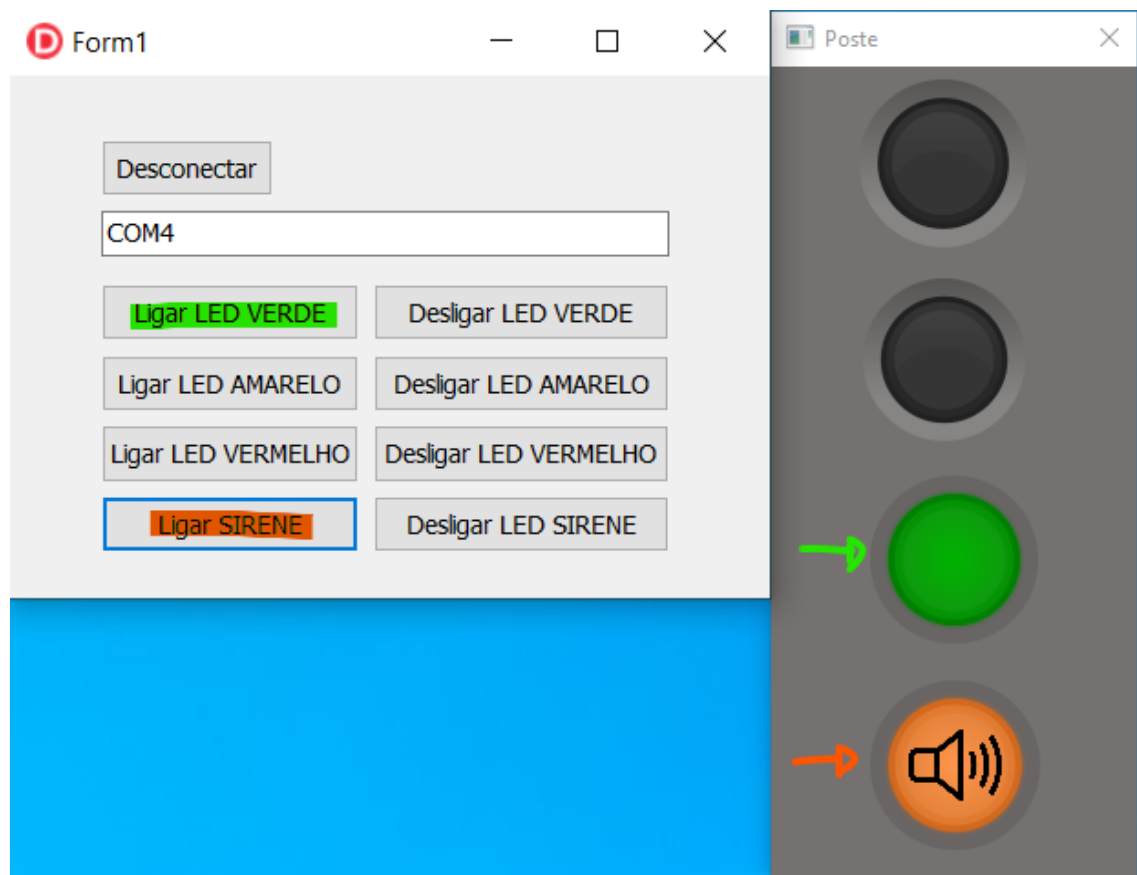 Form1
Poste
Desconectar
COM4
Ligar LED VERDE
Desligar LED VERDE
Ligar LED AMARELO
Desligar LED AMARELO
Ligar LED VERMELHO
Desligar LED VERMELHO
Ligar SIRENE
Desligar LED SIRENE